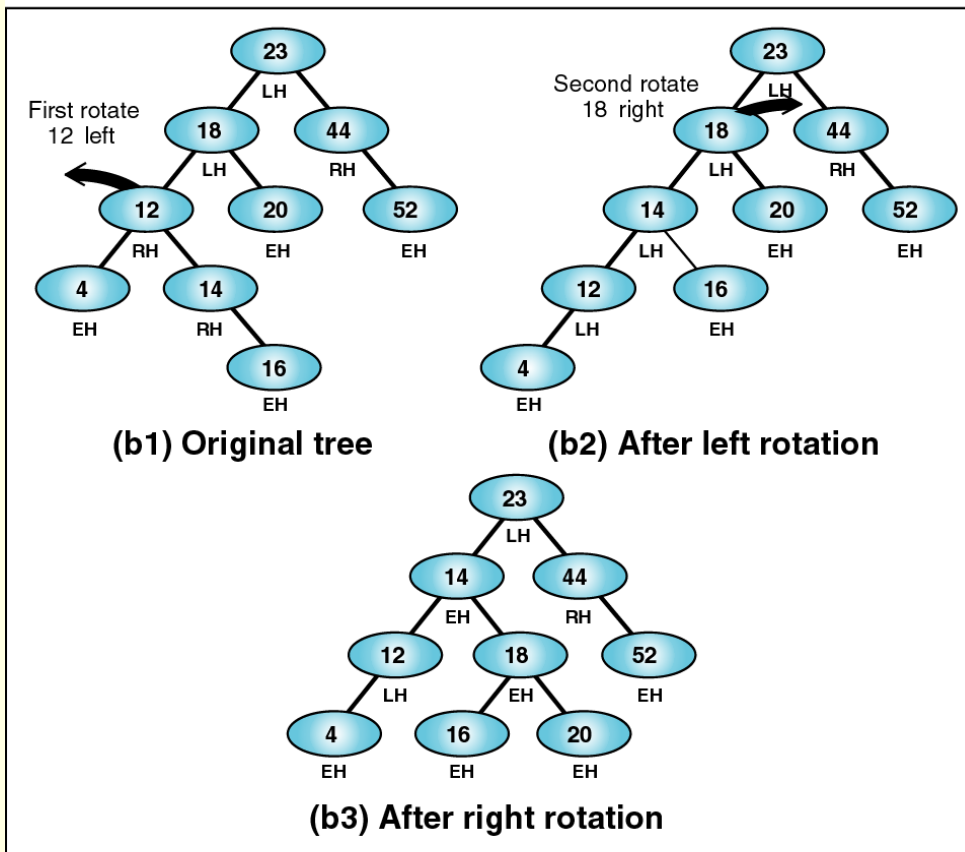 23
LH
First rotate
12 left
18
44
LH
RH
12
20
52
RH
EH
EH
4
14
EH
RH
16
EH
(b1) Original tree
23
LH
Second rotate
18 right
18
44
LH
RH
14
20
52
LH
EH
EH
12
16
LH
EH
4
EH
(b2) After left rotation
23
LH
14
44
EH
RH
12
18
52
LH
EH
EH
4
16
20
EH
EH
EH
(b3) After right rotation